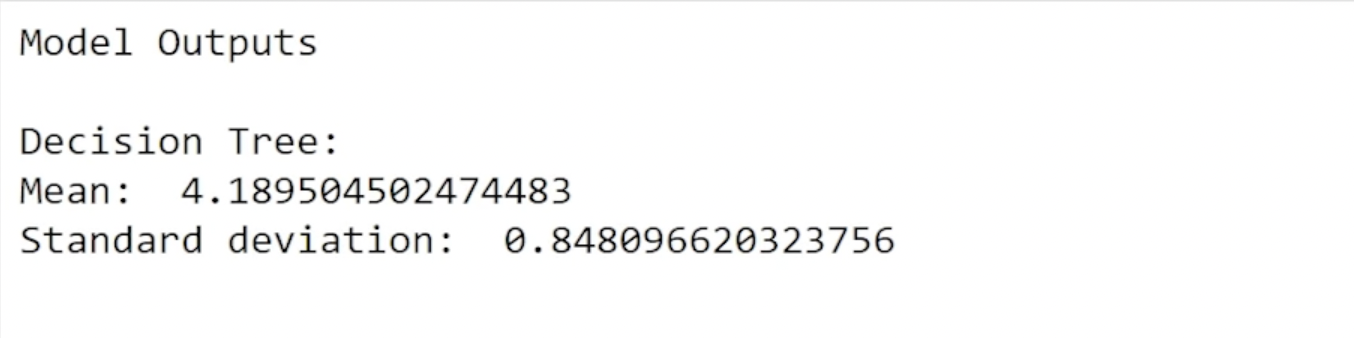 Model Outputs
Decision Tree:
Mean:  4.189504502474483
Standard deviation:  0.848096620323756